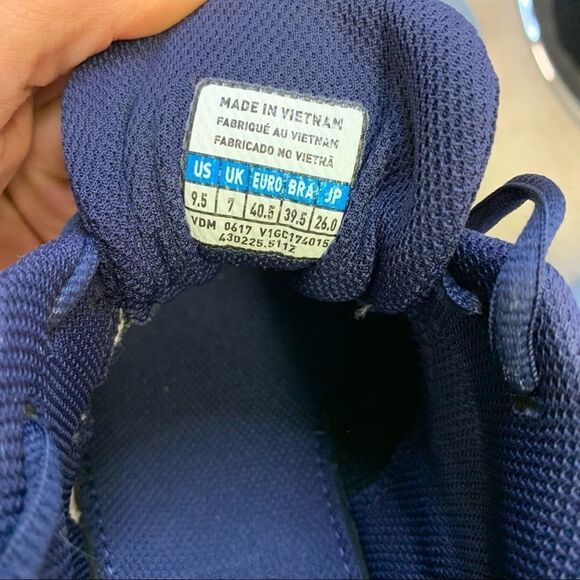 MADE IN VIETNAM
FABRIQUÉ AU VIETNAM
FABRICADO NO VIETNÃ
US UK EURO BRA JP
9.5 7 40.5 39.5 26.0
VDM 0617 V1GC174015
430225.5112